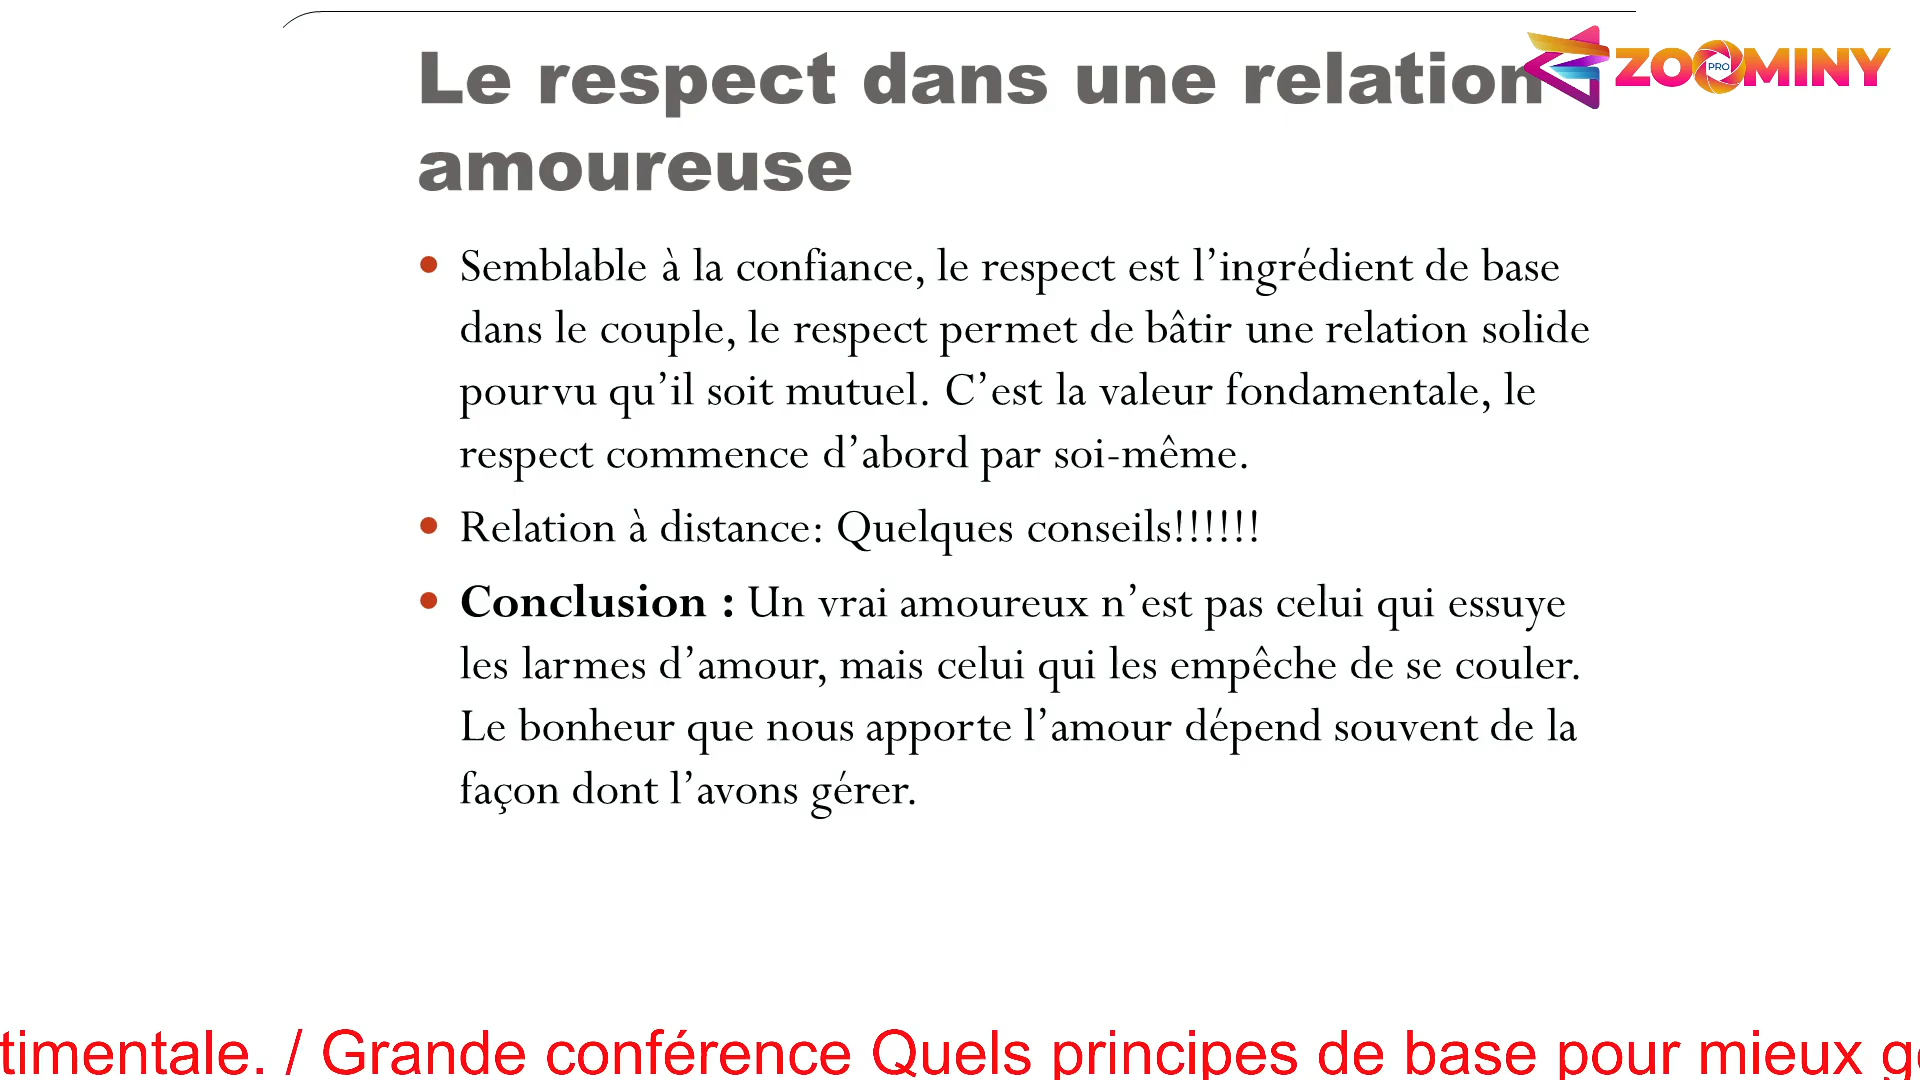 Le respect dans une relation
amoureuse
ZOOMINY
PRO
• Semblable à la confiance, le respect est l’ingrédient de base
dans le couple, le respect permet de bâtir une relation solide
pourvu qu’il soit mutuel. C’est la valeur fondamentale, le
respect commence d’abord par soi-même.
• Relation à distance: Quelques conseils!!!!!!
• Conclusion : Un vrai amoureux n’est pas celui qui essuye
les larmes d’amour, mais celui qui les empêche de se couler.
Le bonheur que nous apporte l’amour dépend souvent de la
façon dont l’avons gérer.
timentale. / Grande conférence Quels principes de base pour mieux g